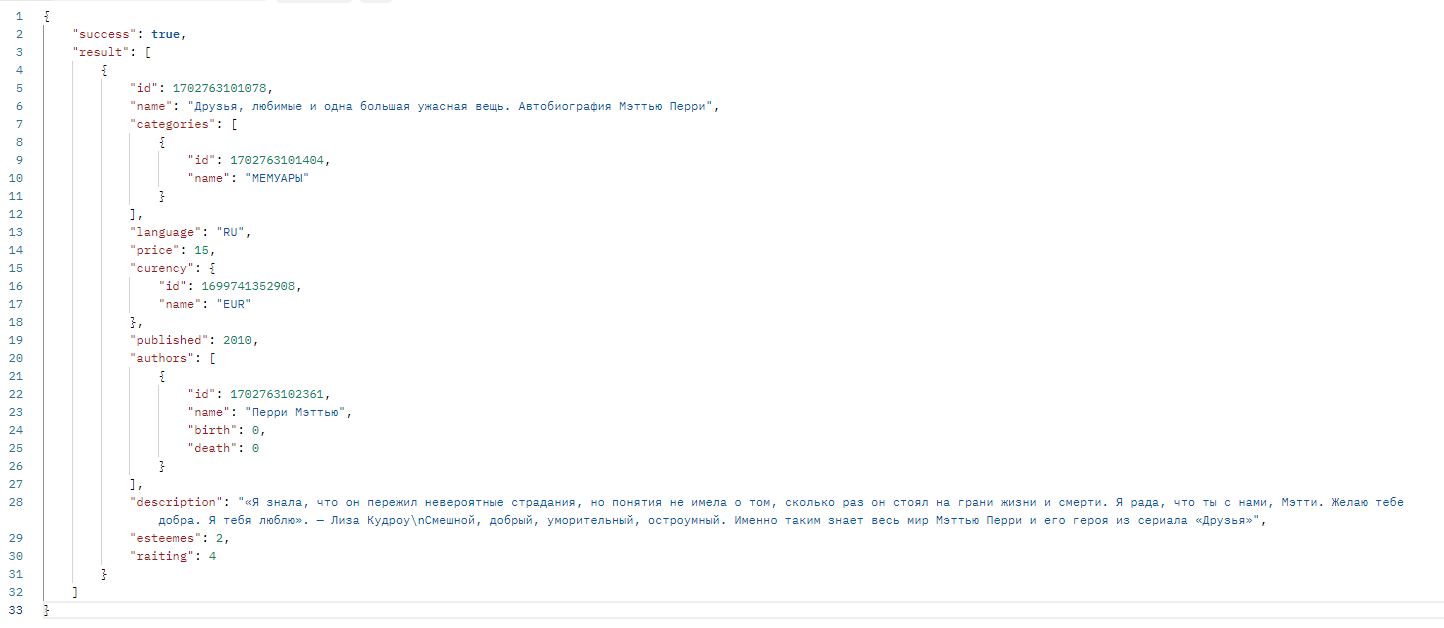 1 {
2 "success": true,
3 "result": [
4 {
5 "id": 1702763101078,
6 "name": "Друзья, любимые и одна большая ужасная вещь. Автобиография Мэттью Перри",
7 "categories": [
8 {
9 "id": 1702763101404,
10 "name": "МЕМУАРЫ"
11 }
12 ],
13 "language": "RU",
14 "price": 15,
15 "curency": {
16 "id": 1699741352908,
17 "name": "EUR"
18 },
19 "published": 2010,
20 "authors": [
21 {
22 "id": 1702763102361,
23 "name": "Перри Мэттью",
24 "birth": 0,
25 "death": 0
26 }
27 ],
28 "description": "«Я знала, что он пережил невероятные страдания, но понятия не имела о том, сколько раз он стоял на грани жизни и смерти. Я рада, что ты с нами, Мэтти. Желаю тебе
добра. Я тебя люблю». — Лиза Кудроу\nСмешной, добрый, уморительный, остроумный. Именно таким знает весь мир Мэттью Перри и его героя из сериала «Друзья»",
29 "esteemes": 2,
30 "raiting": 4
31 }
32 ]
33 }